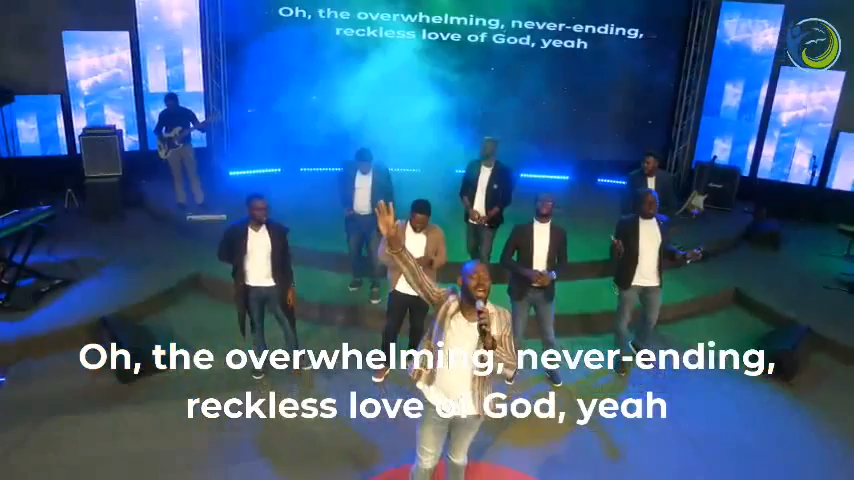 Oh, the overwhelming, never-ending,
reckless love of God, yeah
Oh, the overwhelming, never-ending,
reckless love of God, yeah